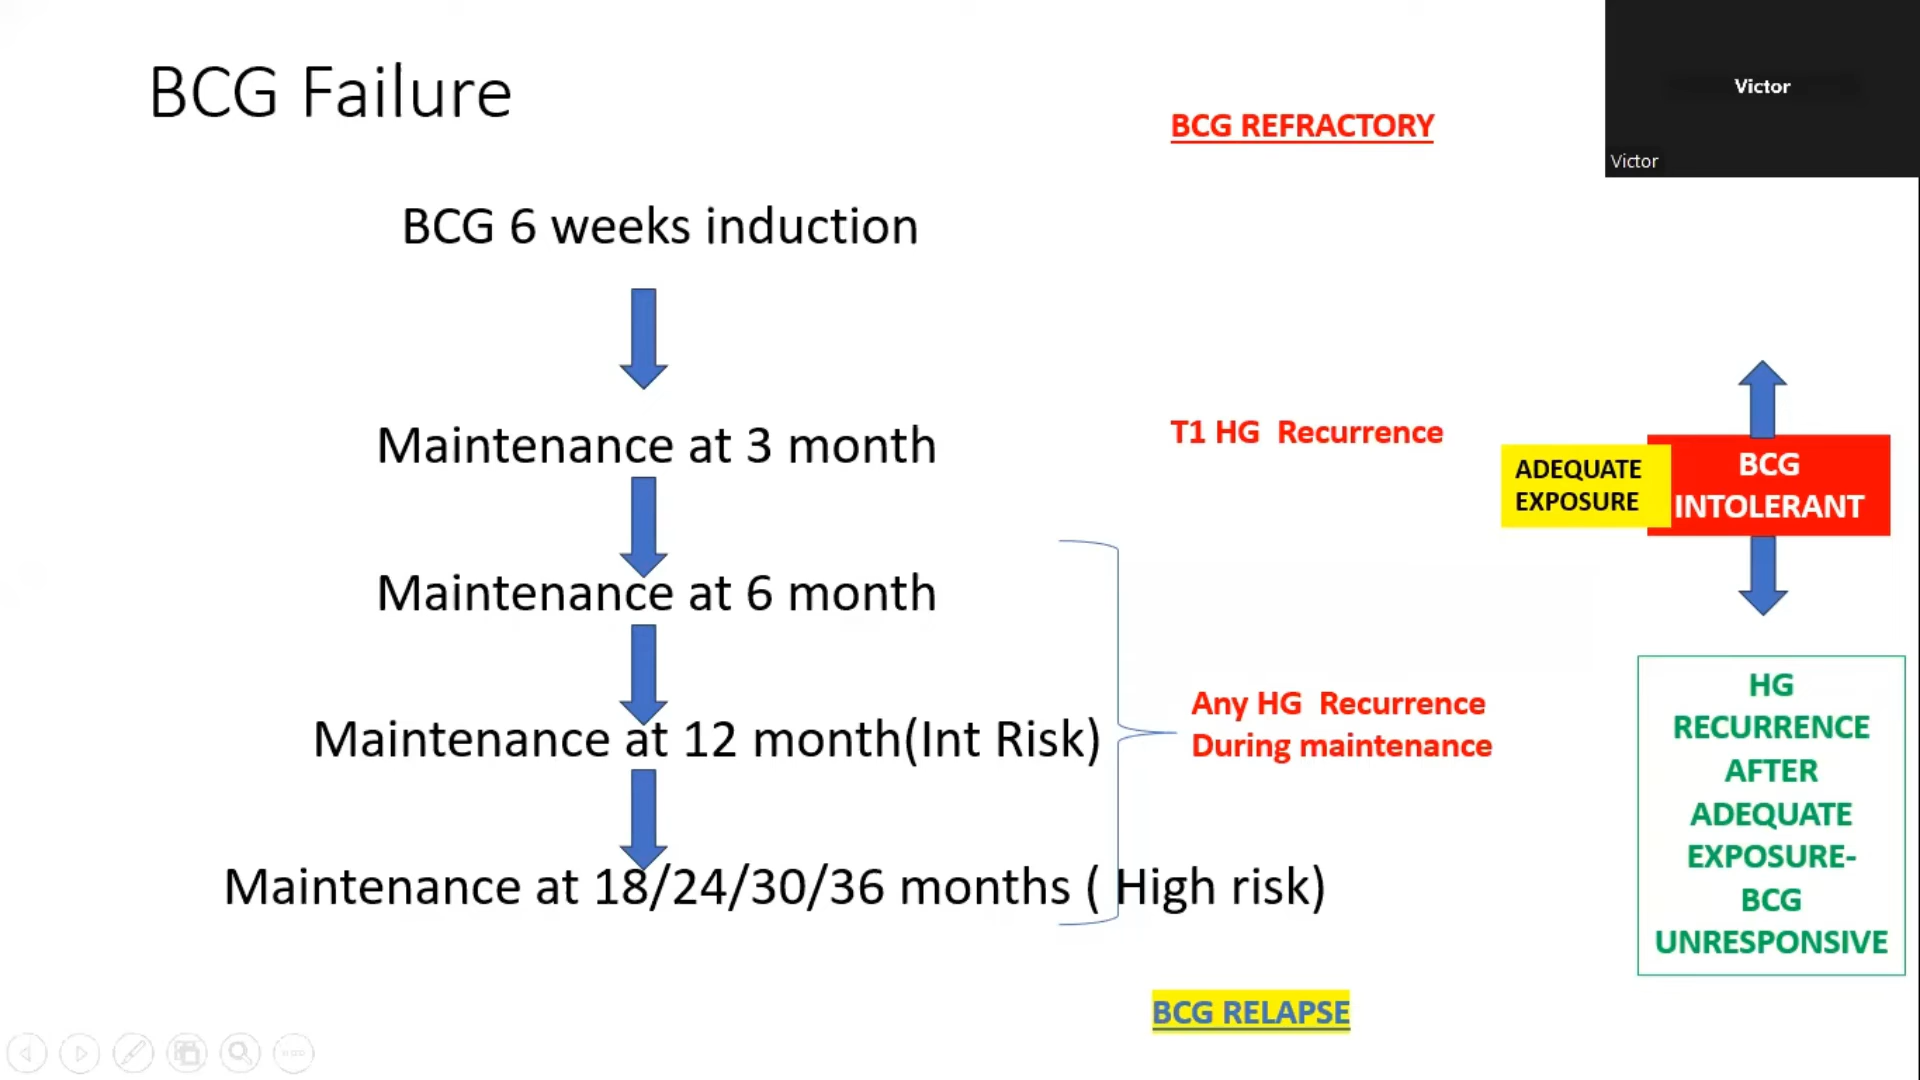 BCG Failure
Victor
Victor
BCG REFRACTORY
BCG 6 weeks induction
Maintenance at 3 month
T1 HG  Recurrence
ADEQUATE
EXPOSURE
BCG
INTOLERANT
Maintenance at 6 month
Any HG  Recurrence
During maintenance
Maintenance at 12 month(Int Risk)
Maintenance at 18/24/30/36 months ( High risk)
HG
RECURRENCE
AFTER
ADEQUATE
EXPOSURE-
BCG
UNRESPONSIVE
BCG RELAPSE